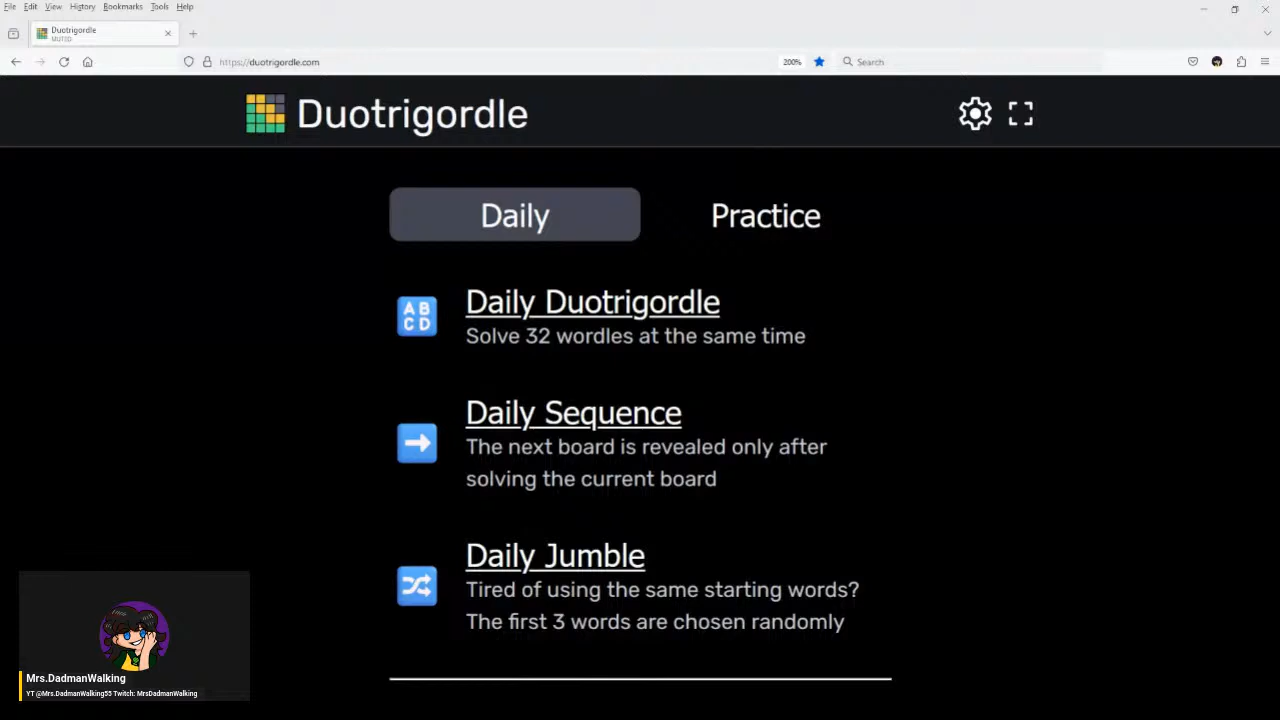 File Edit View History Bookmarks Tools Help
Duotrigordle
MUTED
https://duotrigordle.com
200%
Search
Duotrigordle
Daily
Practice
AB
CD
Daily Duotrigordle
Solve 32 wordles at the same time
Daily Sequence
The next board is revealed only after
solving the current board
Daily Jumble
Tired of using the same starting words?
The first 3 words are chosen randomly
Mrs.DadmanWalking
YT @Mrs.DadmanWalking55 Twitch: MrsDadmanWalking